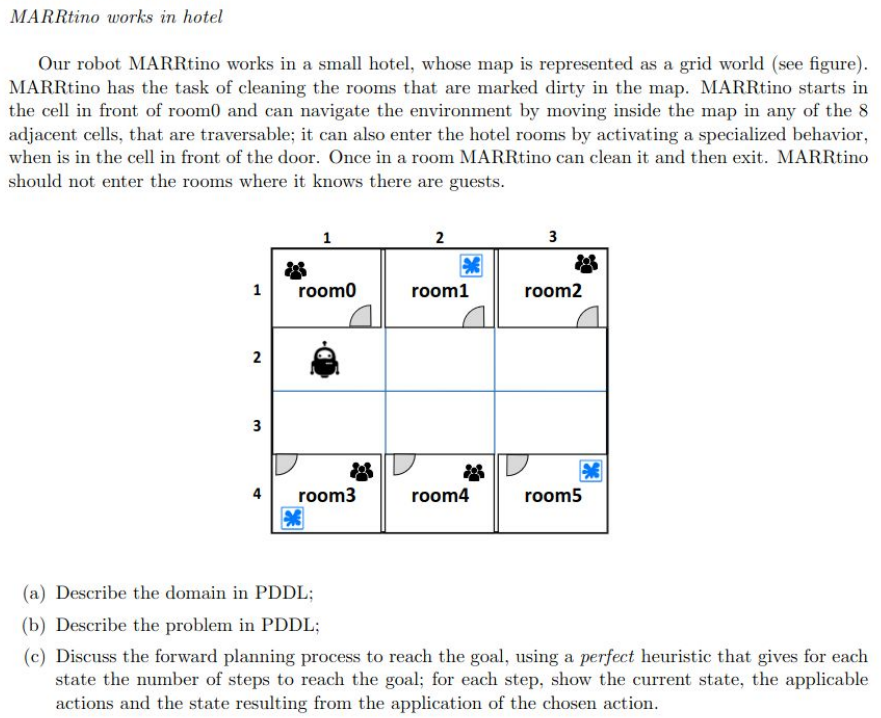 MARRtino works in hotel
Our robot MARRtino works in a small hotel, whose map is represented as a grid world (see figure).
MARRtino has the task of cleaning the rooms that are marked dirty in the map. MARRtino starts in
the cell in front of room0 and can navigate the environment by moving inside the map in any of the 8
adjacent cells, that are traversable; it can also enter the hotel rooms by activating a specialized behavior,
when is in the cell in front of the door. Once in a room MARRtino can clean it and then exit. MARRtino
should not enter the rooms where it knows there are guests.
1 2 3
1 room0 room1 room2
2
3
4 room3 room4 room5
(a) Describe the domain in PDDL;
(b) Describe the problem in PDDL;
(c) Discuss the forward planning process to reach the goal, using a perfect heuristic that gives for each
state the number of steps to reach the goal; for each step, show the current state, the applicable
actions and the state resulting from the application of the chosen action.